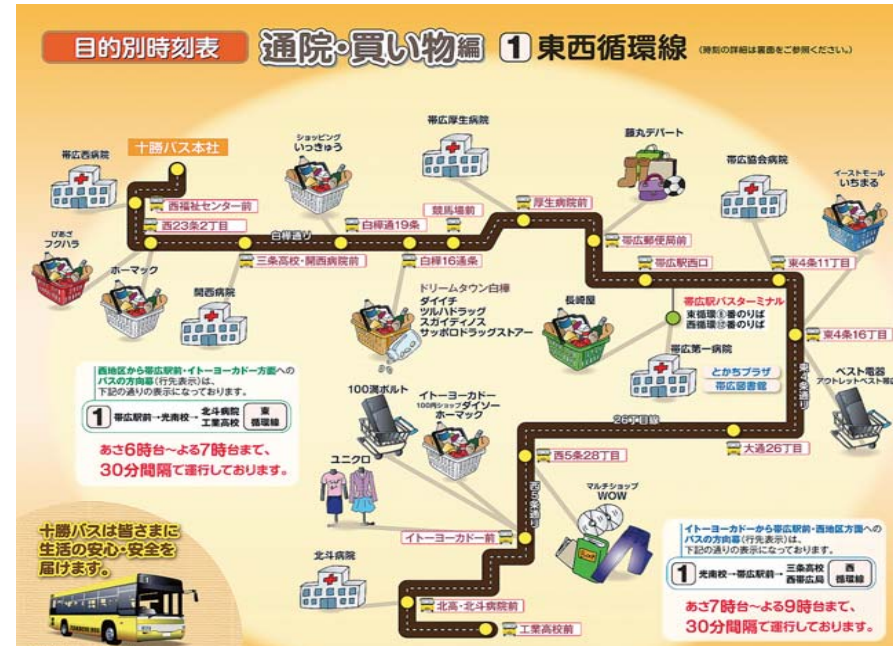 目的別時刻表
通院・買い物編
1 東西循環線
(時刻の詳細は裏面をご参照ください。)
帯広西病院
十勝バス本社
ショッピング
いっきゅう
帯広厚生病院
藤丸デパート
帯広協会病院
イーストモール
いちまる
西福祉センター前
西23条2丁目
ぴあざ
フクハラ
ホーマック
白樺通り
三条高校・関西病院前
関西病院
白樺通19条
競馬場前
白樺16通条
厚生病院前
帯広郵便局前
帯広駅西口
東4条11丁目
ドリームタウン白樺
ダイイチ
ツルハドラッグ
スガイディノス
サッポロドラッグストアー
長崎屋
帯広駅バスターミナル
帯広第一病院
とかちプラザ
帯広図書館
東4条16丁目
東4条通り
ベスト電器
大通26丁目
26丁目線
西5条28丁目
西5条通り
100満ボルト
イトーヨーカドー
100円ショップダイソー
ホーマック
ユニクロ
マルチショップ
WOW
イトーヨーカドー前
北斗病院
北高・北斗病院前
工業高校前
西地区から帯広駅前・イトーヨーカドー方面への
バスの方向幕(行先表示)は、
下記の通りの表示になっております。
1 帯広駅前→光南校→ 北斗病院 工業高校 東循環線
あさ6時台~よる7時台まで、
30分間隔で運行しております。
イトーヨーカドーから帯広駅前・西地区方面への
バスの方向幕(行先表示)は、
下記の通りの表示になっております。
1 光南校→帯広駅前→ 三条高校 西帯広局 西循環線
あさ7時台~よる9時台まで、
30分間隔で運行しております。
十勝バスは皆さまに
生活の安心・安全を
届けます。